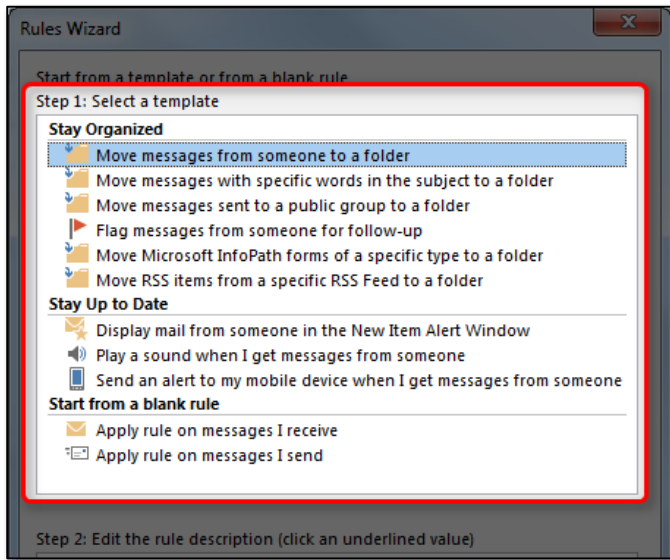 Rules Wizard
Start from a template or from a blank rule
Step 1: Select a template
Stay Organized
Move messages from someone to a folder
Move messages with specific words in the subject to a folder
Move messages sent to a public group to a folder
Flag messages from someone for follow-up
Move Microsoft InfoPath forms of a specific type to a folder
Move RSS items from a specific RSS Feed to a folder
Stay Up to Date
Display mail from someone in the New Item Alert Window
Play a sound when I get messages from someone
Send an alert to my mobile device when I get messages from someone
Start from a blank rule
Apply rule on messages I receive
Apply rule on messages I send
Step 2: Edit the rule description (click an underlined value)